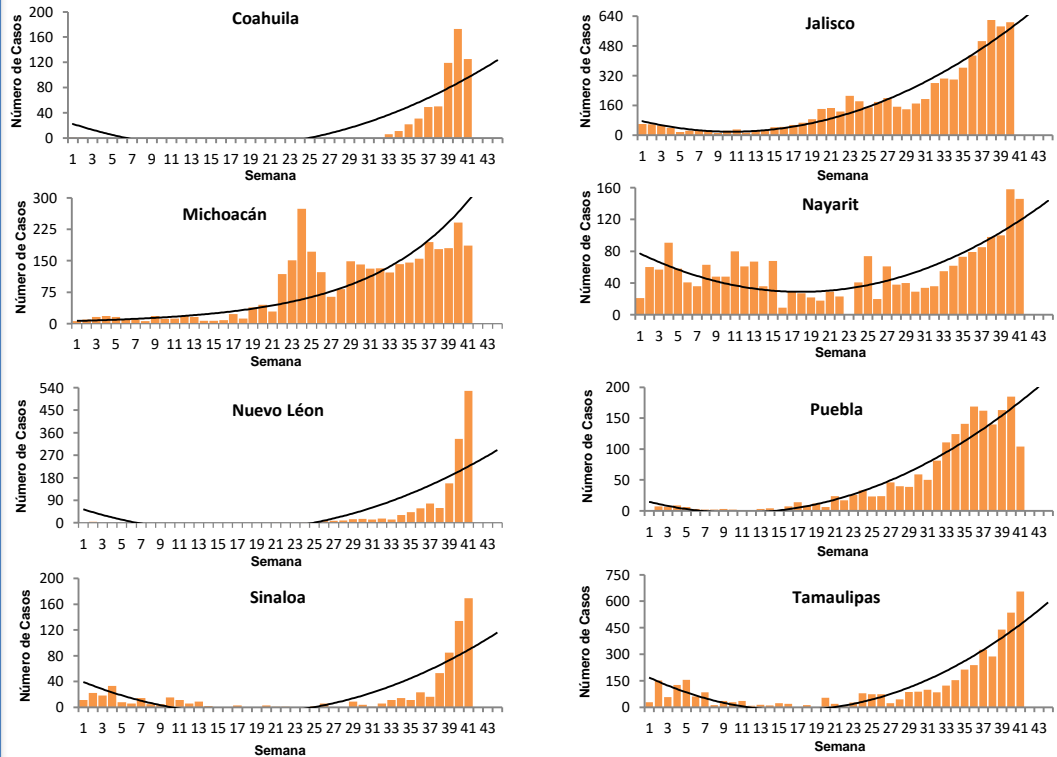 Coahuila
Número de Casos
200
160
120
80
40
0
1 3 5 7 9 11 13 15 17 19 21 23 25 27 29 31 33 35 37 39 41 43
Semana
Jalisco
Número de Casos
640
480
320
160
0
1 3 5 7 9 11 13 15 17 19 21 23 25 27 29 31 33 35 37 39 41 43
Semana
Michoacán
Número de Casos
300
225
150
75
0
1 3 5 7 9 11 13 15 17 19 21 23 25 27 29 31 33 35 37 39 41 43
Semana
Nayarit
Número de Casos
160
120
80
40
0
1 3 5 7 9 11 13 15 17 19 21 23 25 27 29 31 33 35 37 39 41 43
Semana
Nuevo Léon
Número de Casos
540
450
360
270
180
90
0
1 3 5 7 9 11 13 15 17 19 21 23 25 27 29 31 33 35 37 39 41 43
Semana
Puebla
Número de Casos
200
150
100
50
0
1 3 5 7 9 11 13 15 17 19 21 23 25 27 29 31 33 35 37 39 41 43
Semana
Sinaloa
Número de Casos
200
160
120
80
40
0
1 3 5 7 9 11 13 15 17 19 21 23 25 27 29 31 33 35 37 39 41 43
Semana
Tamaulipas
Número de Casos
750
600
450
300
150
0
1 3 5 7 9 11 13 15 17 19 21 23 25 27 29 31 33 35 37 39 41 43
Semana